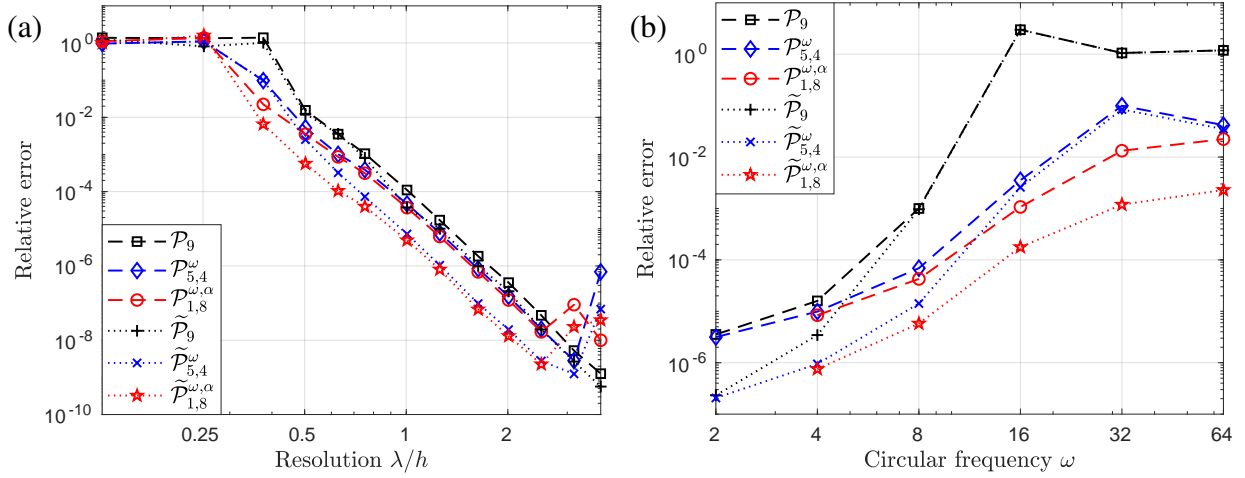 (a)
Relative error
10^0
10^-2
10^-4
10^-6
10^-8
10^-10
0.25
0.5
1
2
Resolution λ/h
P_9
P^ω_{5,4}
P^{ω,α}_{1,8}
P̃_9
P̃^ω_{5,4}
P̃^{ω,α}_{1,8}
(b)
Relative error
10^0
10^-2
10^-4
10^-6
2
4
8
16
32
64
Circular frequency ω
P_9
P^ω_{5,4}
P^{ω,α}_{1,8}
P̃_9
P̃^ω_{5,4}
P̃^{ω,α}_{1,8}